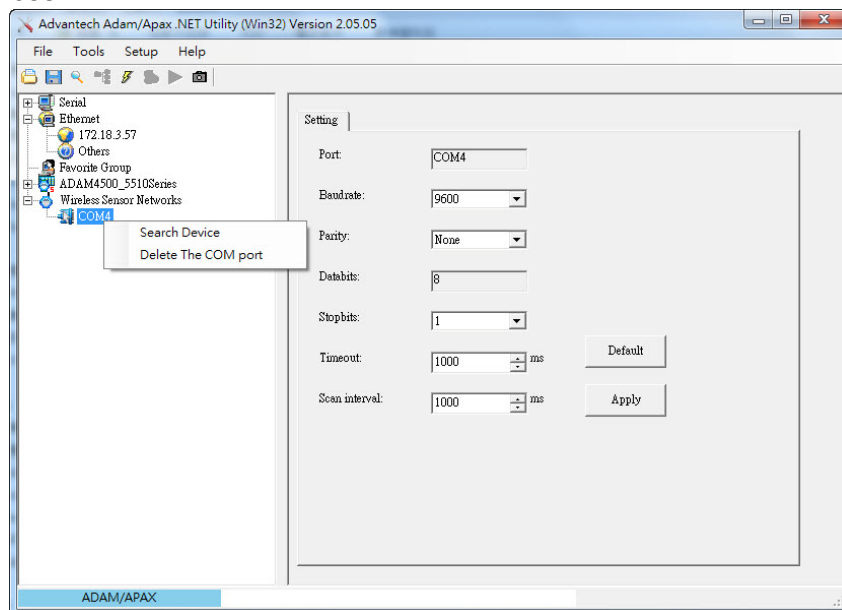 Advantech Adam/Apax .NET Utility (Win32) Version 2.05.05
File Tools Setup Help
Serial
Ethernet
172.18.3.57
Others
Favorite Group
ADAM4500_5510Series
Wireless Sensor Networks
COM4
Search Device
Delete The COM port
Setting
Port: COM4
Baudrate: 9600
Parity: None
Databits: 8
Stopbits: 1
Timeout: 1000 ms
Default
Scan interval: 1000 ms
Apply
ADAM/APAX